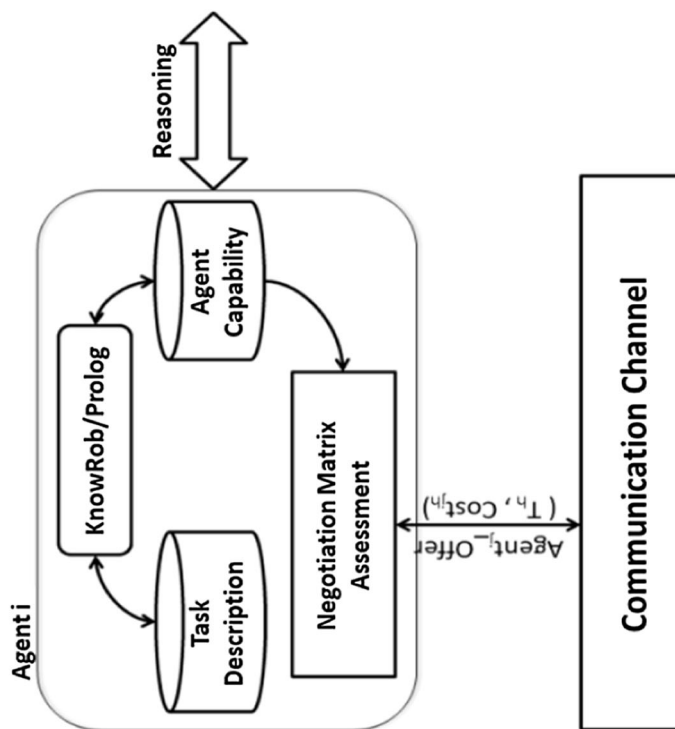 Agent i
KnowRob/Prolog
Task
Description
Agent
Capability
Reasoning
Negotiation Matrix
Assessment
Agentj_Offer
( Th , Costjh)
Communication Channel